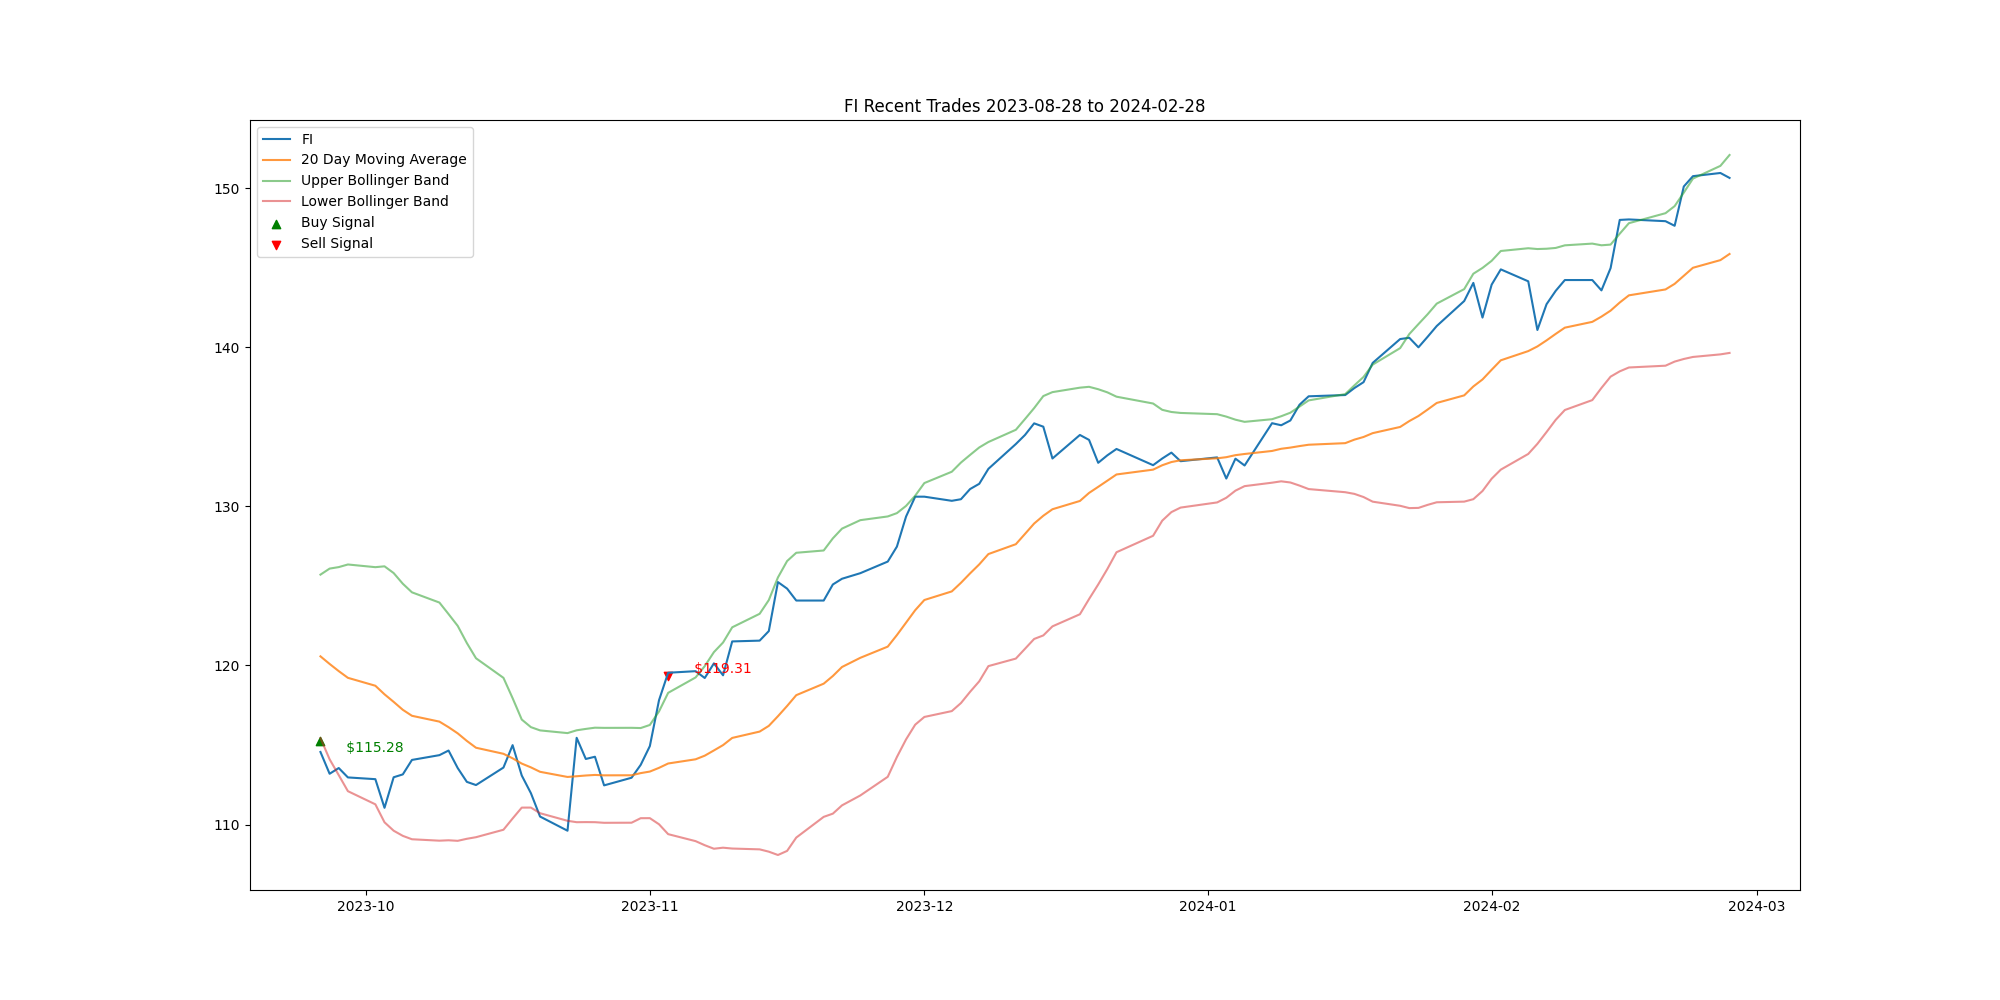 FI Recent Trades 2023-08-28 to 2024-02-28
FI
20 Day Moving Average
Upper Bollinger Band
Lower Bollinger Band
Buy Signal
Sell Signal
150
140
130
120
110
$119.31
$115.28
2023-10
2023-11
2023-12
2024-01
2024-02
2024-03